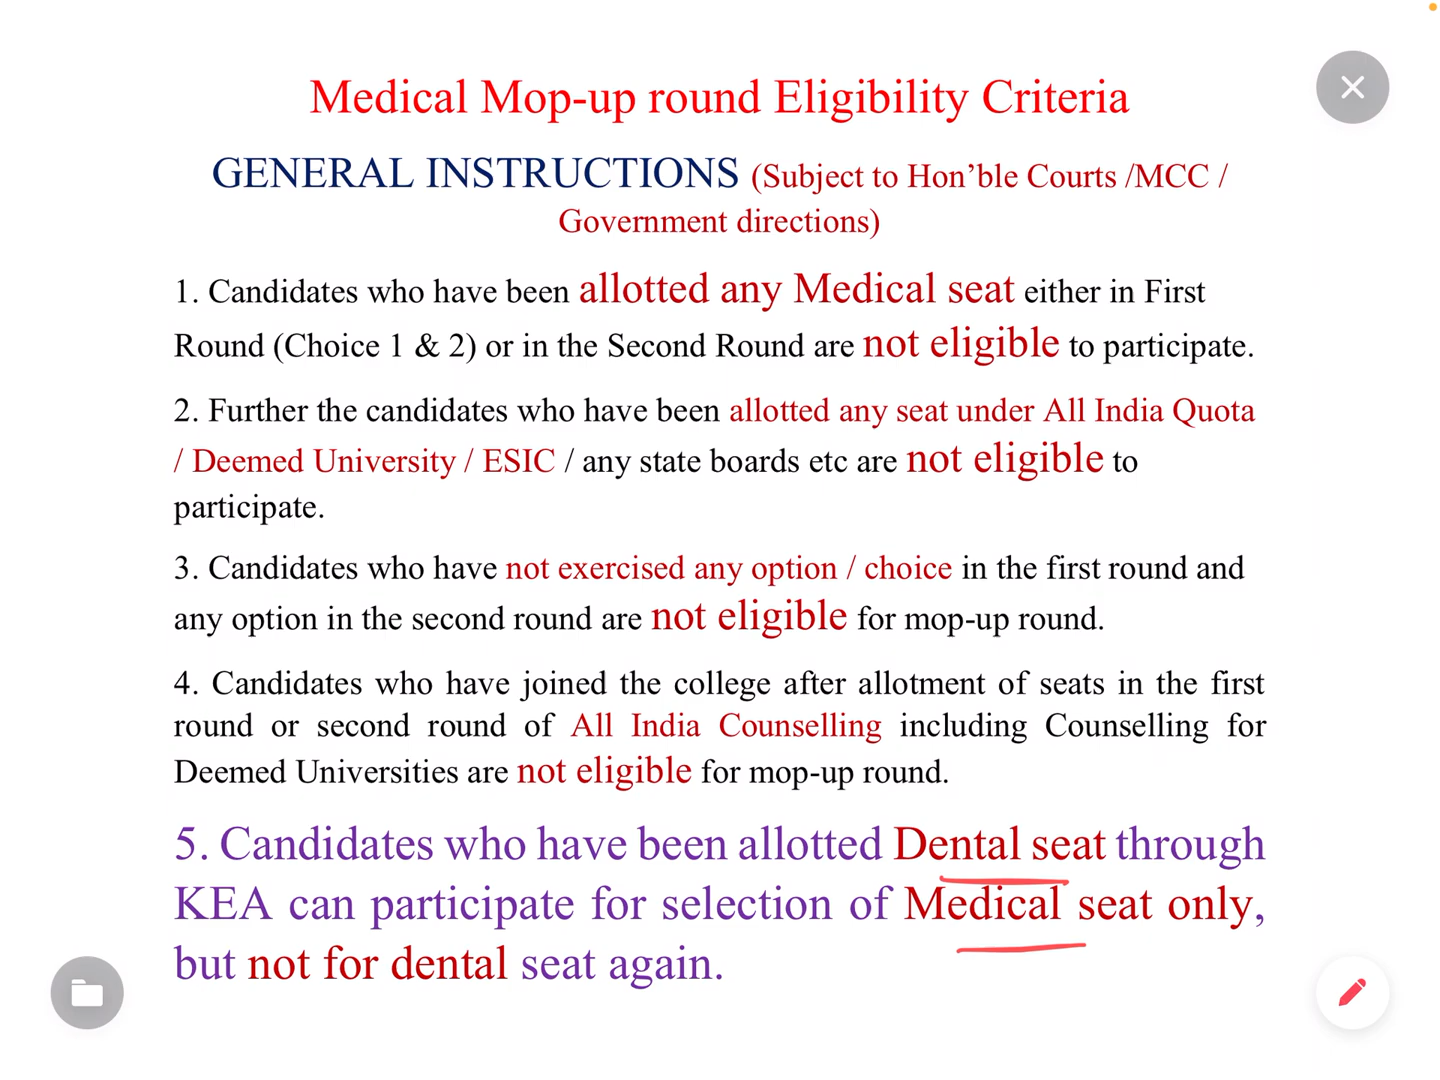 Medical Mop-up round Eligibility Criteria
GENERAL INSTRUCTIONS (Subject to Hon’ble Courts /MCC /
Government directions)
1. Candidates who have been allotted any Medical seat either in First
Round (Choice 1 & 2) or in the Second Round are not eligible to participate.
2. Further the candidates who have been allotted any seat under All India Quota
/ Deemed University / ESIC / any state boards etc are not eligible to
participate.
3. Candidates who have not exercised any option / choice in the first round and
any option in the second round are not eligible for mop-up round.
4. Candidates who have joined the college after allotment of seats in the first
round or second round of All India Counselling including Counselling for
Deemed Universities are not eligible for mop-up round.
5. Candidates who have been allotted Dental seat through
KEA can participate for selection of Medical seat only,
but not for dental seat again.